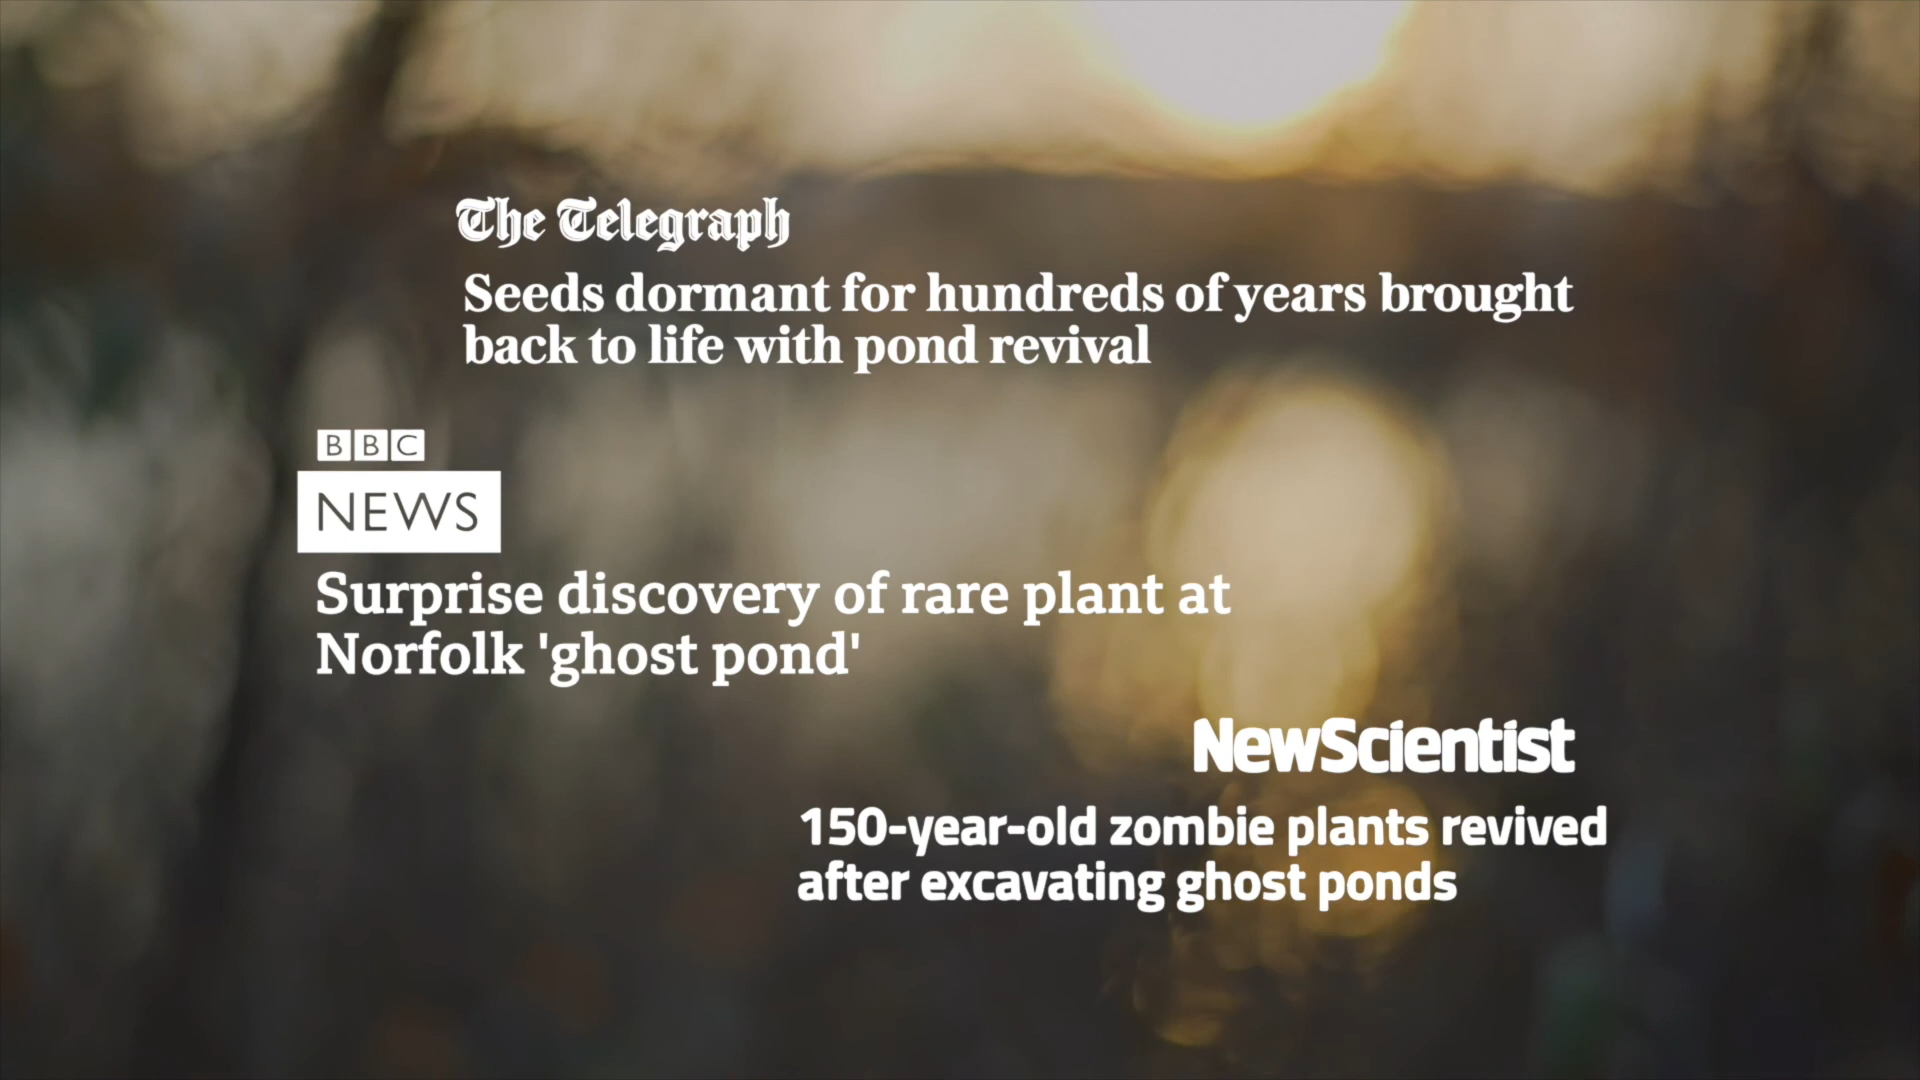 The Telegraph
Seeds dormant for hundreds of years brought
back to life with pond revival
BBC
NEWS
Surprise discovery of rare plant at
Norfolk 'ghost pond'
NewScientist
150-year-old zombie plants revived
after excavating ghost ponds